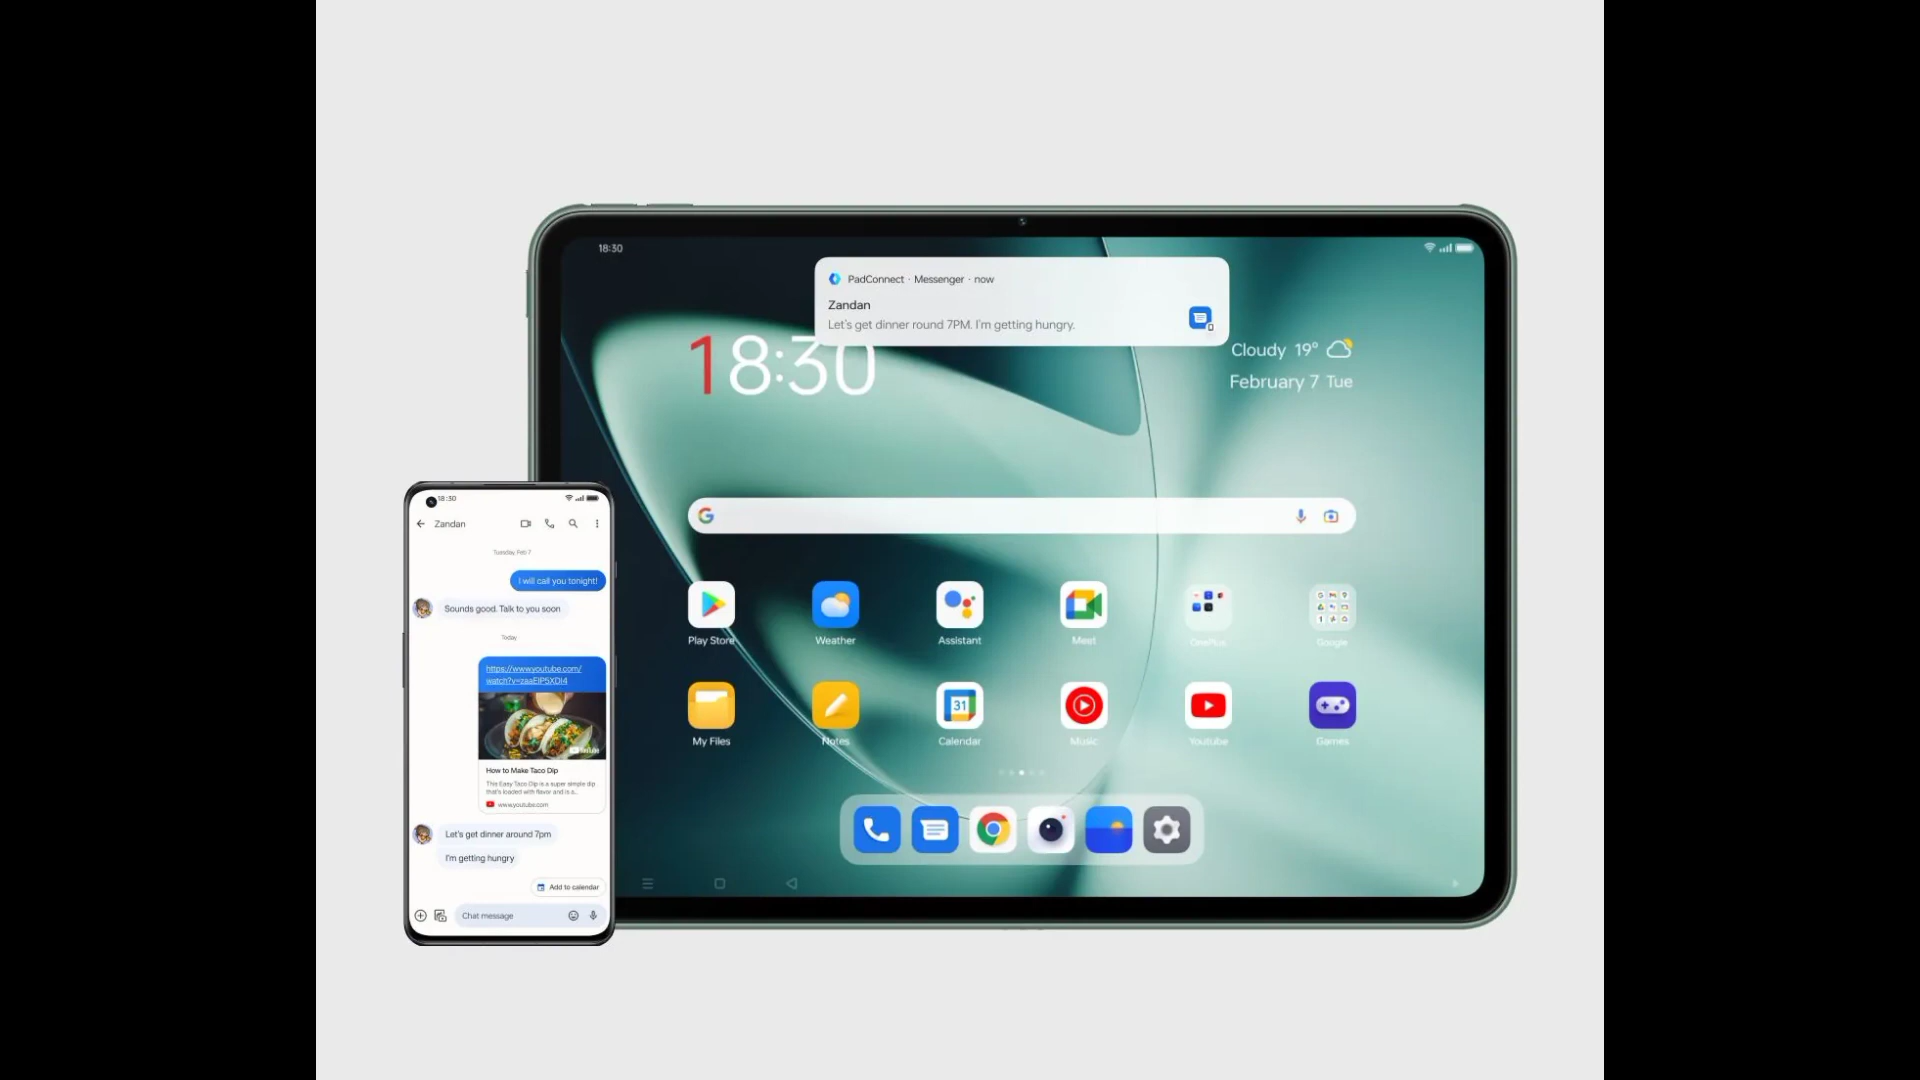 18:30
PadConnect · Messenger · now
Zandan
Let's get dinner round 7PM. I'm getting hungry.
18:30
Cloudy 19°
February 7 Tue
Play Store
Weather
Assistant
Meet
OnePlus
Google
My Files
Notes
31
Calendar
Music
Youtube
Games
18:30
Zandan
Tuesday, Feb 7
I will call you tonight!
Sounds good. Talk to you soon
Today
https://www.youtube.com/
watch?v=zaaElP5XDI4
YouTube
How to Make Taco Dip
This Easy Taco Dip is a super simple dip
that's loaded with flavor and is a...
www.youtube.com
Let's get dinner around 7pm
I'm getting hungry
Add to calendar
Chat message